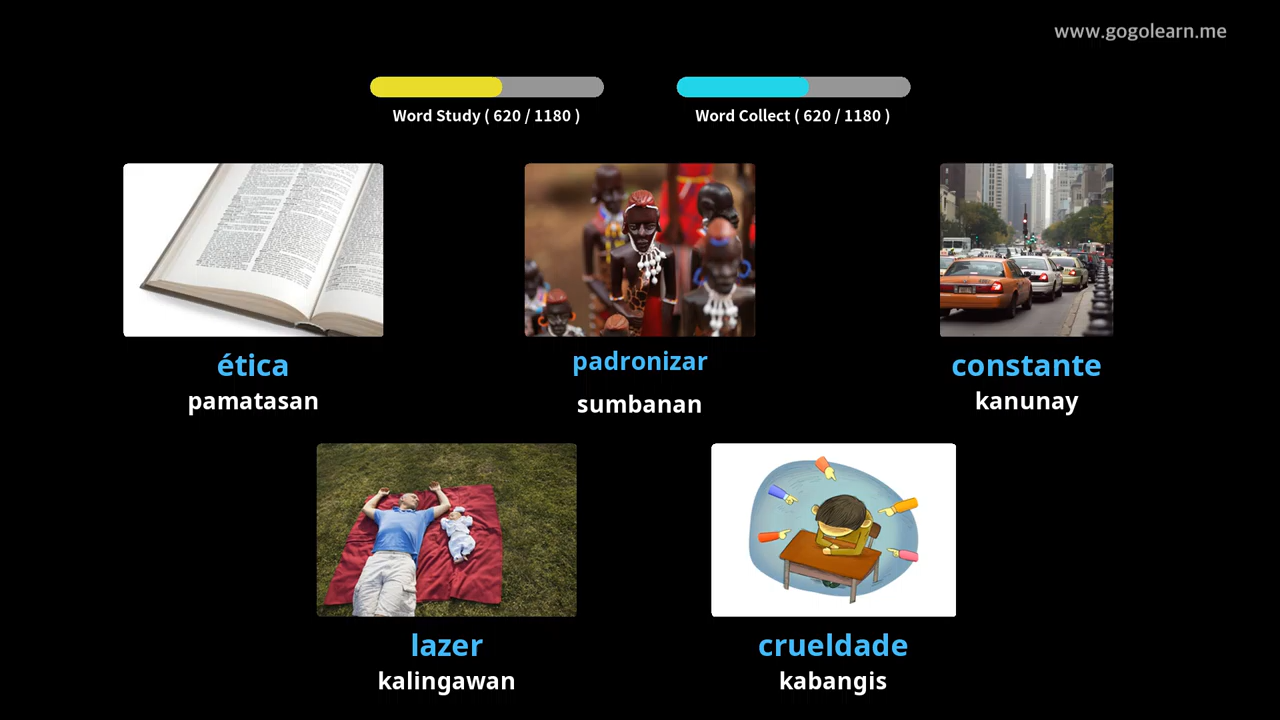 www.gogolearn.me
Word Study ( 620 / 1180 )
Word Collect ( 620 / 1180 )
ética
pamatasan
padronizar
sumbanan
constante
kanunay
lazer
kalingawan
crueldade
kabangis